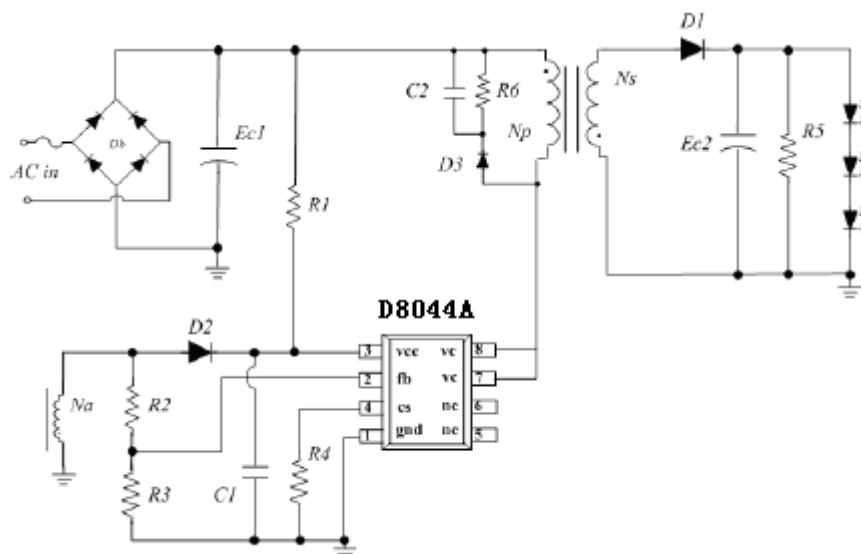 D1
C2
R6
Ns
Ec1
Db
Np
Ec2
R5
D3
AC in
R1
D8044A
D2
3 vcc vc 8
2 fb vc 7
4 cs nc 6
1 gnd nc 5
Na
R2
R4
R3
C1